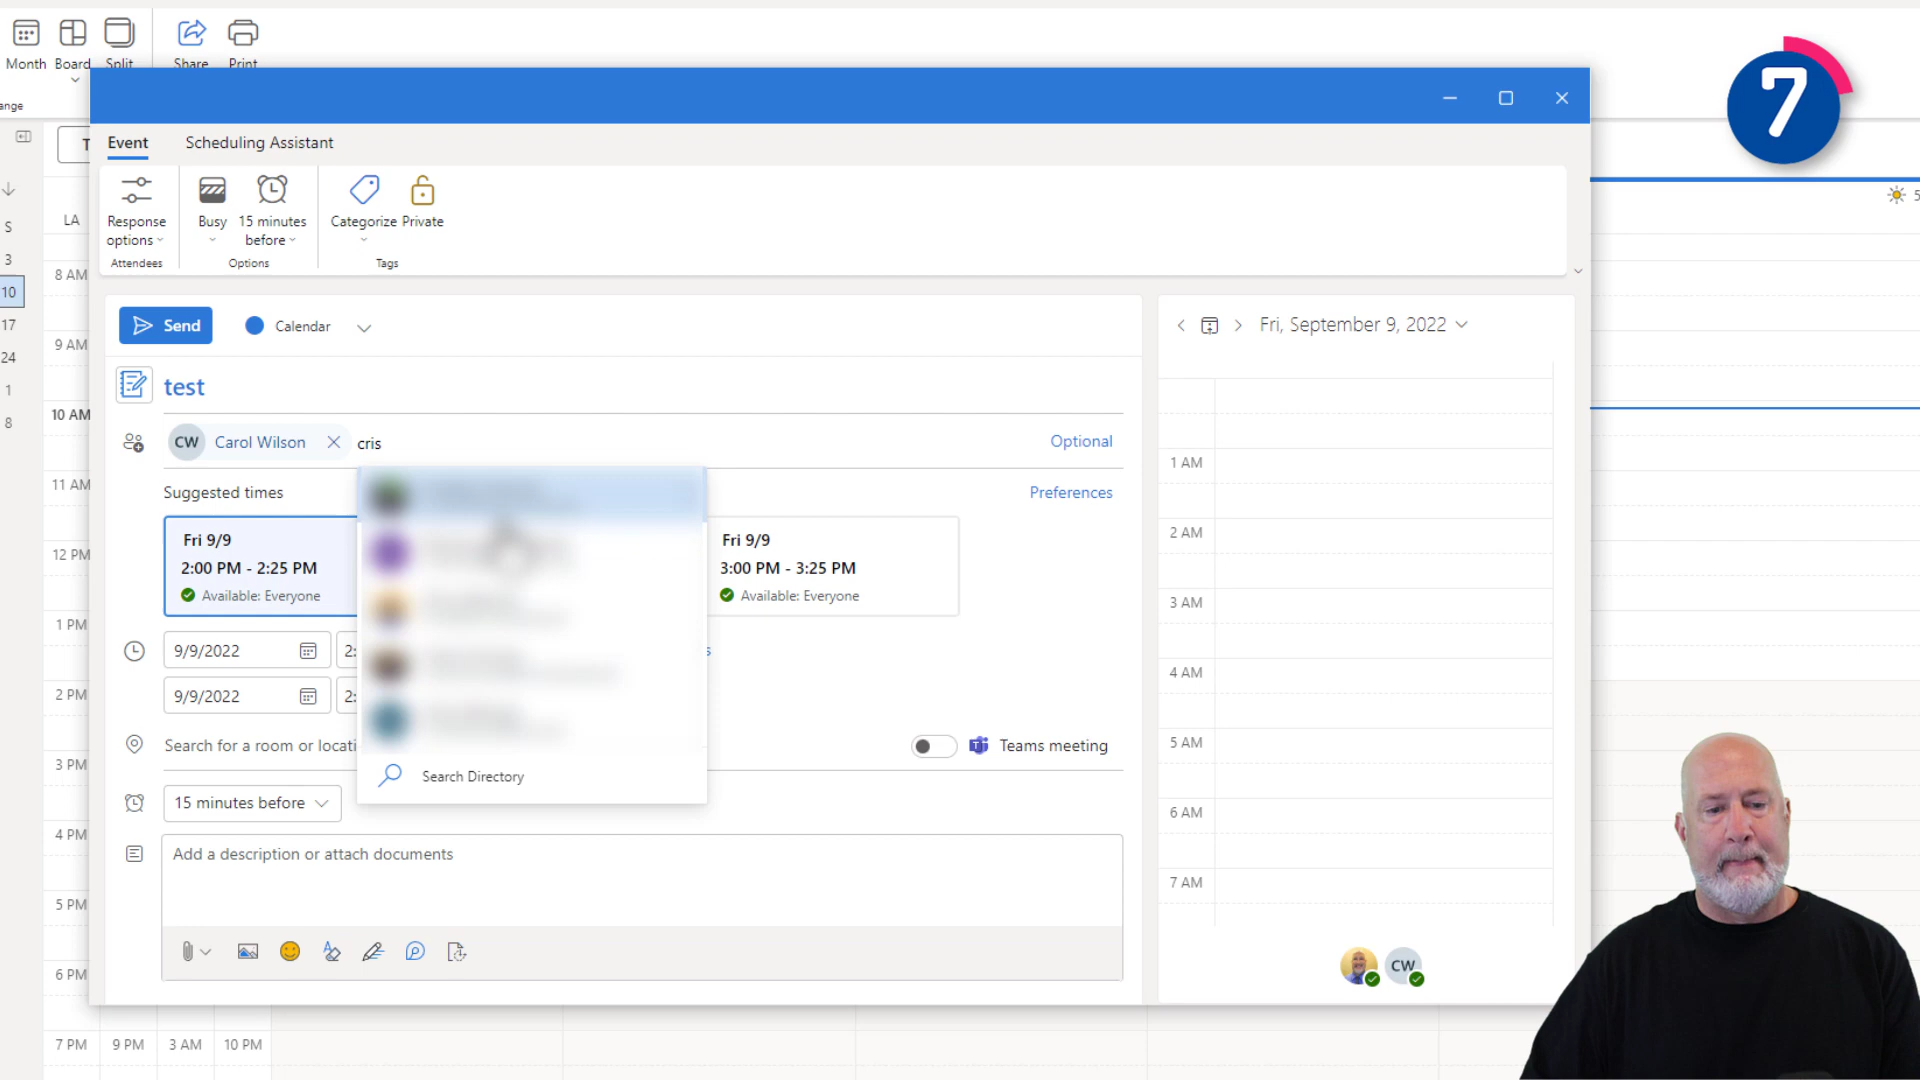 Month Board Split Share Print
ange
7
Event Scheduling Assistant
Response options
Busy
15 minutes before
Categorize Private
Attendees Options Tags
LA
S
3
10
17
24
1
8
8 AM
9 AM
10 AM
11 AM
12 PM
1 PM
2 PM
3 PM
4 PM
5 PM
6 PM
7 PM 9 PM 3 AM 10 PM
Send Calendar
test
CW Carol Wilson cris Optional
Suggested times Preferences
Fri 9/9
2:00 PM - 2:25 PM
Available: Everyone
Fri 9/9
3:00 PM - 3:25 PM
Available: Everyone
9/9/2022 2:
9/9/2022 2:
Search for a room or locati
Teams meeting
Search Directory
15 minutes before
Add a description or attach documents
Fri, September 9, 2022
1 AM
2 AM
3 AM
4 AM
5 AM
6 AM
7 AM
CW
5